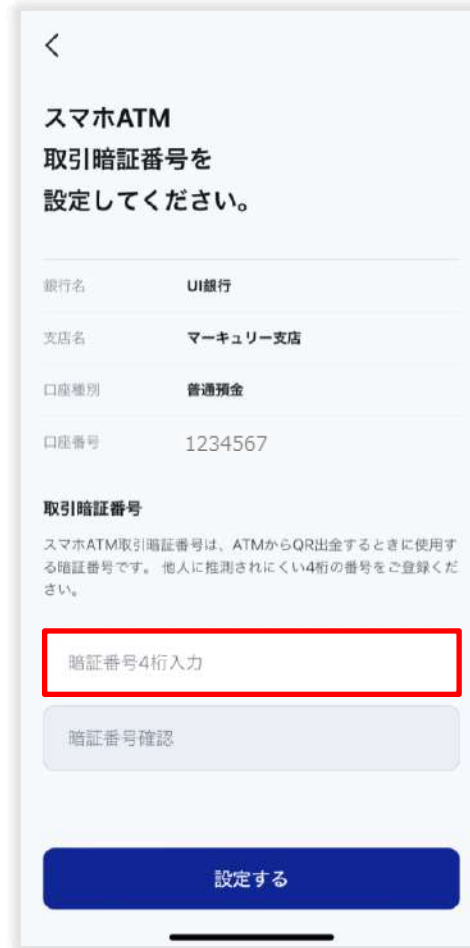 スマホATM
取引暗証番号を
設定してください。
銀行名 UI銀行
支店名 マーキュリー支店
口座種別 普通預金
口座番号 1234567
取引暗証番号
スマホATM取引暗証番号は、ATMからQR出金するときに使用す
る暗証番号です。 他人に推測されにくい4桁の番号をご登録くだ
さい。
暗証番号4桁入力
暗証番号確認
設定する